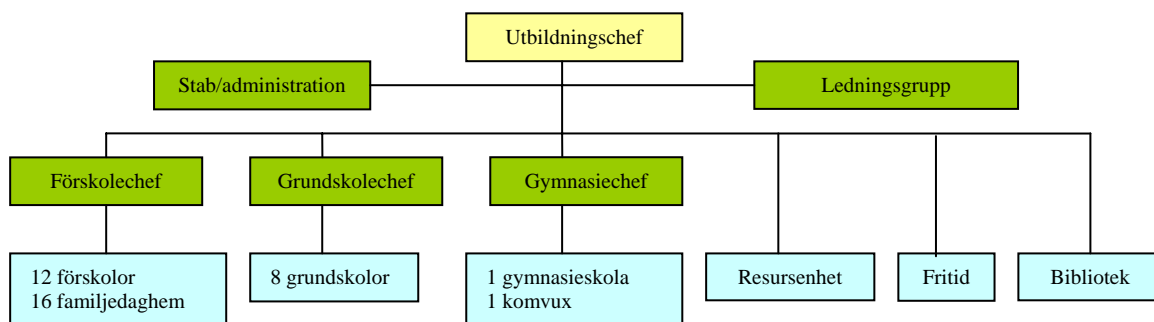 Utbildningschef
Stab/administration
Ledningsgrupp
Förskolechef
Grundskolechef
Gymnasiechef
12 förskolor
16 familjedaghem
8 grundskolor
1 gymnasieskola
1 komvux
Resursenhet
Fritid
Bibliotek